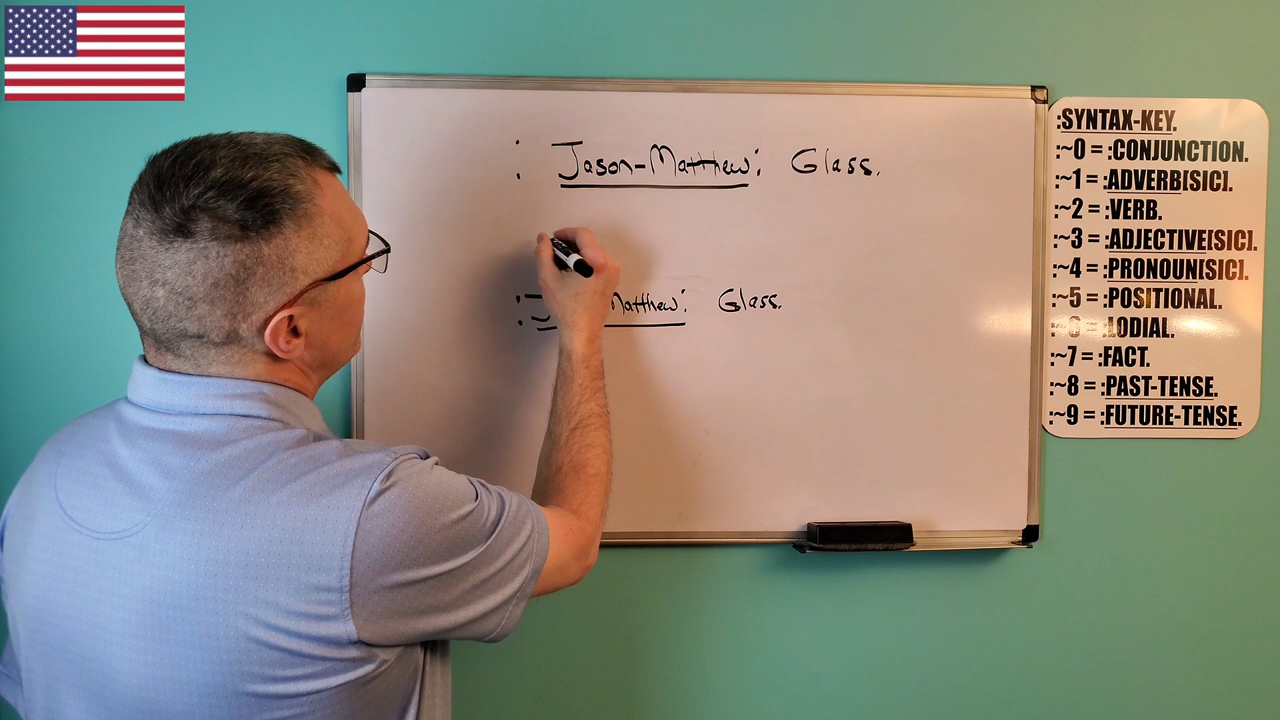 : Jason-Matthew: Glass.
Matthew: Glass.
:SYNTAX-KEY.
:~0 = :CONJUNCTION.
:~1 = :ADVERB[SIC].
:~2 = :VERB.
:~3 = :ADJECTIVE[SIC].
:~4 = :PRONOUN[SIC].
:~5 = :POSITIONAL.
:~6 = :LODIAL.
:~7 = :FACT.
:~8 = :PAST-TENSE.
:~9 = :FUTURE-TENSE.